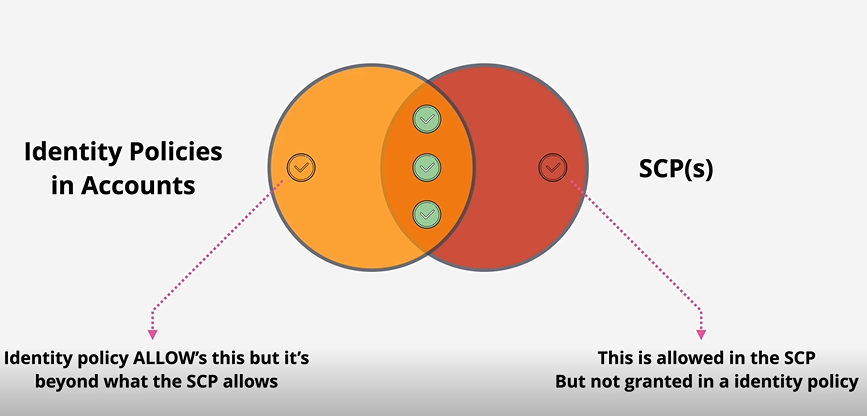 Identity Policies
in Accounts
SCP(s)
Identity policy ALLOW's this but it's
beyond what the SCP allows
This is allowed in the SCP
But not granted in a identity policy